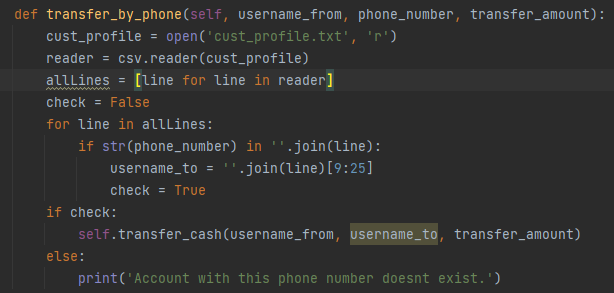 def transfer_by_phone(self, username_from, phone_number, transfer_amount):
    cust_profile = open('cust_profile.txt', 'r')
    reader = csv.reader(cust_profile)
    allLines = [line for line in reader]
    check = False
    for line in allLines:
        if str(phone_number) in ''.join(line):
            username_to = ''.join(line)[9:25]
            check = True
    if check:
        self.transfer_cash(username_from, username_to, transfer_amount)
    else:
        print('Account with this phone number doesnt exist.')